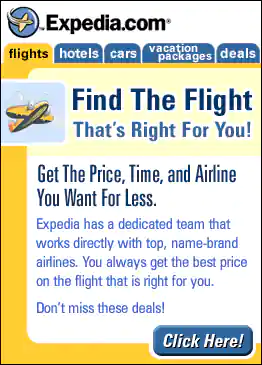 Expedia.com®
flights hotels cars vacation packages deals
Find The Flight
That's Right For You!
Get The Price, Time, and Airline
You Want For Less.
Expedia has a dedicated team that
works directly with top, name-brand
airlines. You always get the best price
on the flight that is right for you.
Don't miss these deals!
Click Here!